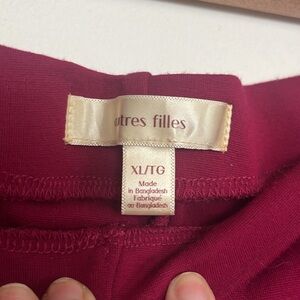 utres filles
XL/TG
Made
in Bangladesh
Fabriqué
au Bangladesh